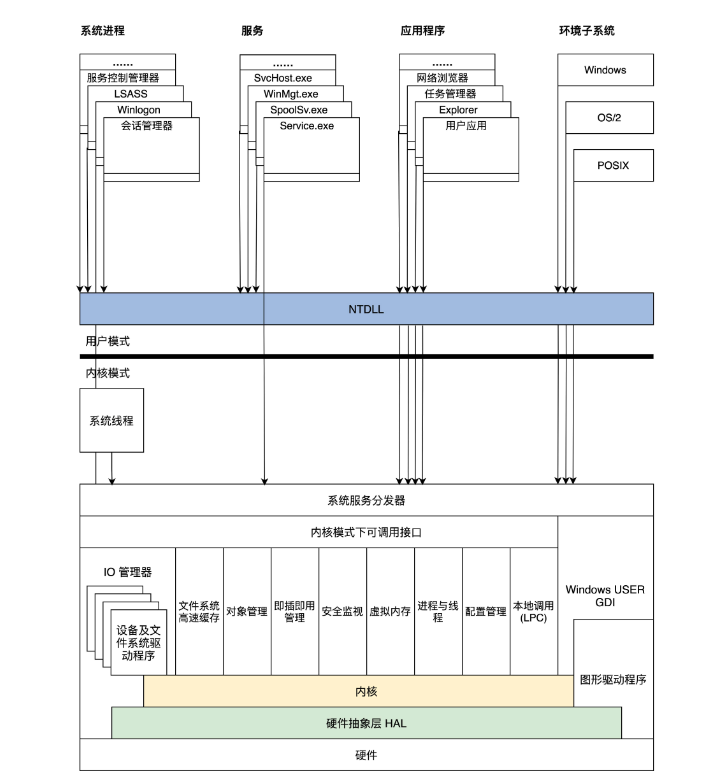 系统进程
服务
应用程序
环境子系统
......
服务控制管理器
LSASS
Winlogon
会话管理器
......
SvcHost.exe
WinMgt.exe
SpoolSv.exe
Service.exe
......
网络浏览器
任务管理器
Explorer
用户应用
Windows
OS/2
POSIX
NTDLL
用户模式
内核模式
系统线程
系统服务分发器
内核模式下可调用接口
IO 管理器
设备及文
件系统驱
动程序
文件系统
高速缓存
对象管理
即插即用
管理
安全监视
虚拟内存
进程与线
程
配置管理
本地调用
(LPC)
Windows USER
GDI
图形驱动程序
内核
硬件抽象层 HAL
硬件